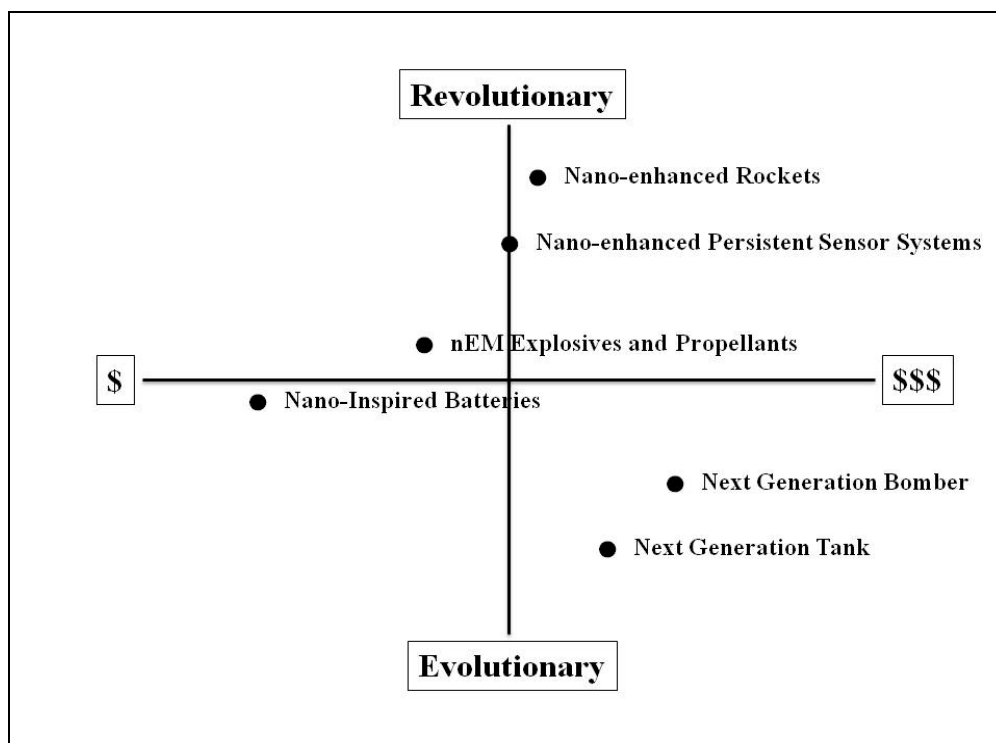 Revolutionary
Nano-enhanced Rockets
Nano-enhanced Persistent Sensor Systems
nEM Explosives and Propellants
$
$$$
Nano-Inspired Batteries
Next Generation Bomber
Next Generation Tank
Evolutionary